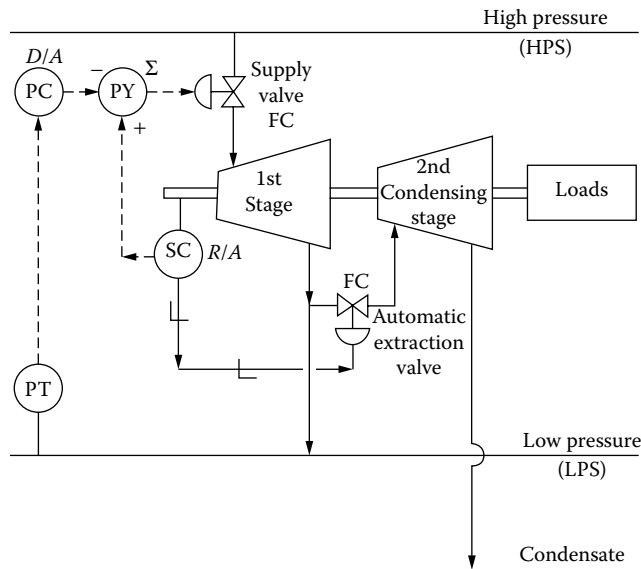 High pressure
(HPS)
D/A
PC
−
PY
Σ
+
Supply
valve
FC
1st
Stage
2nd
Condensing
stage
Loads
SC
R/A
FC
Automatic
extraction
valve
PT
Low pressure
(LPS)
Condensate